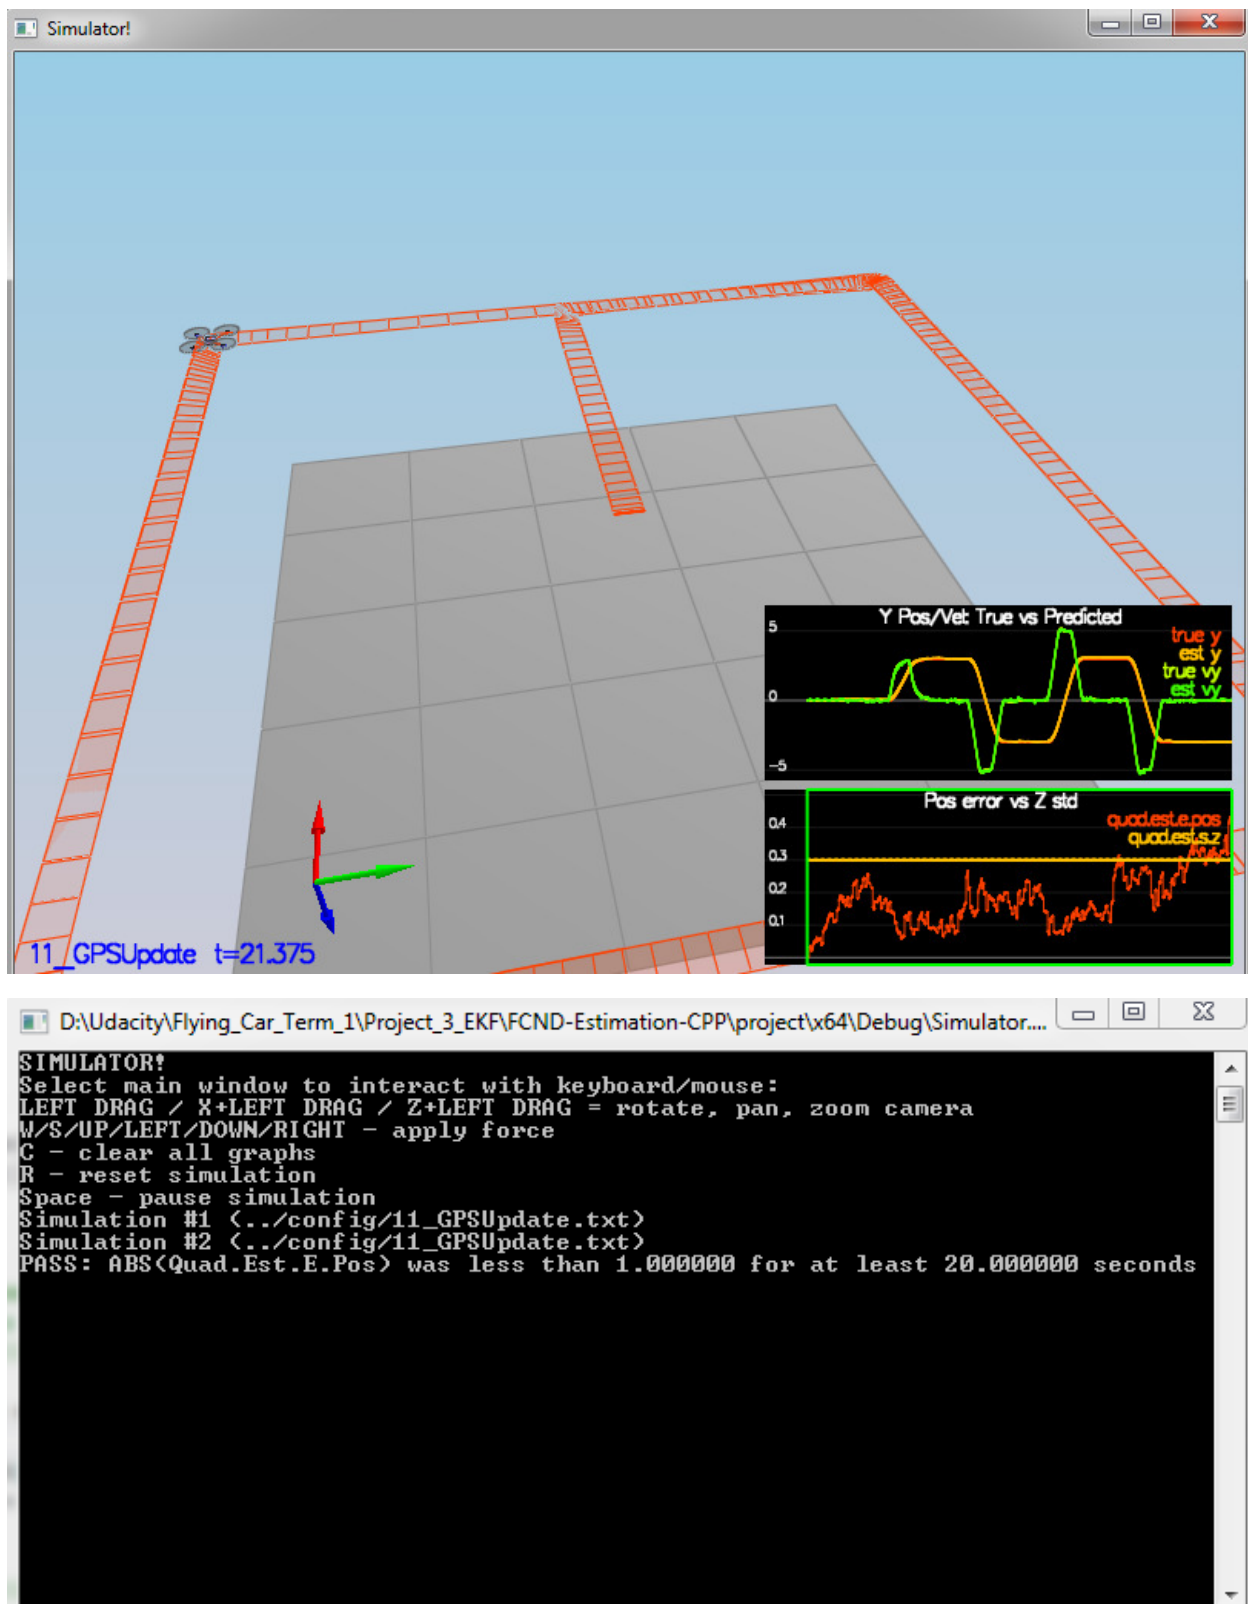 Simulator!
Y Pos/Vel: True vs Predicted
5
true y
est y
true vy
est vy
0
-5
Pos error vs Z std
0.4
quad.est.e.pos
quad.est.s.z
0.3
0.2
0.1
11_GPSUpdate t=21.375
D:\Udacity\Flying_Car_Term_1\Project_3_EKF\FCND-Estimation-CPP\project\x64\Debug\Simulator....
SIMULATOR!
Select main window to interact with keyboard/mouse:
LEFT DRAG / X+LEFT DRAG / Z+LEFT DRAG = rotate, pan, zoom camera
W/S/UP/LEFT/DOWN/RIGHT - apply force
C - clear all graphs
R - reset simulation
Space - pause simulation
Simulation #1 (../config/11_GPSUpdate.txt)
Simulation #2 (../config/11_GPSUpdate.txt)
PASS: ABS(Quad.Est.E.Pos) was less than 1.000000 for at least 20.000000 seconds